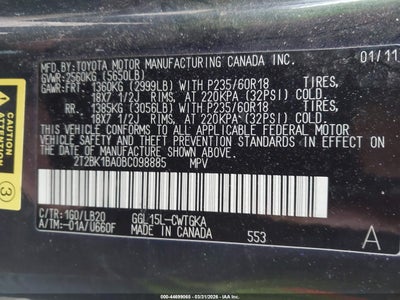 MFD.BY:TOYOTA MOTOR MANUFACTURING CANADA INC.
GVWR:2560KG (5650LB) 01/11
GAWR:FRT: 1360KG (2999LB) WITH P235/60R18 TIRES,
18X7 1/2J RIMS, AT 220KPA (32PSI) COLD.
RR: 1385KG (3056LB) WITH P235/60R18 TIRES,
18X7 1/2J RIMS, AT 220KPA (32PSI) COLD.
THIS VEHICLE CONFORMS TO ALL APPLICABLE FEDERAL MOTOR
VEHICLE SAFETY AND THEFT PREVENTION STANDARDS IN
EFFECT ON THE DATE OF MANUFACTURE SHOWN ABOVE.
2T2BK1BA0BC098885 MPV
C/TR:1G0/LB20 GGL15L-CWTGKA
A/TM:-01A/U660F MADE IN CANADA 553 A
3
000-44699065 - 03/31/2026 - IAA Inc.